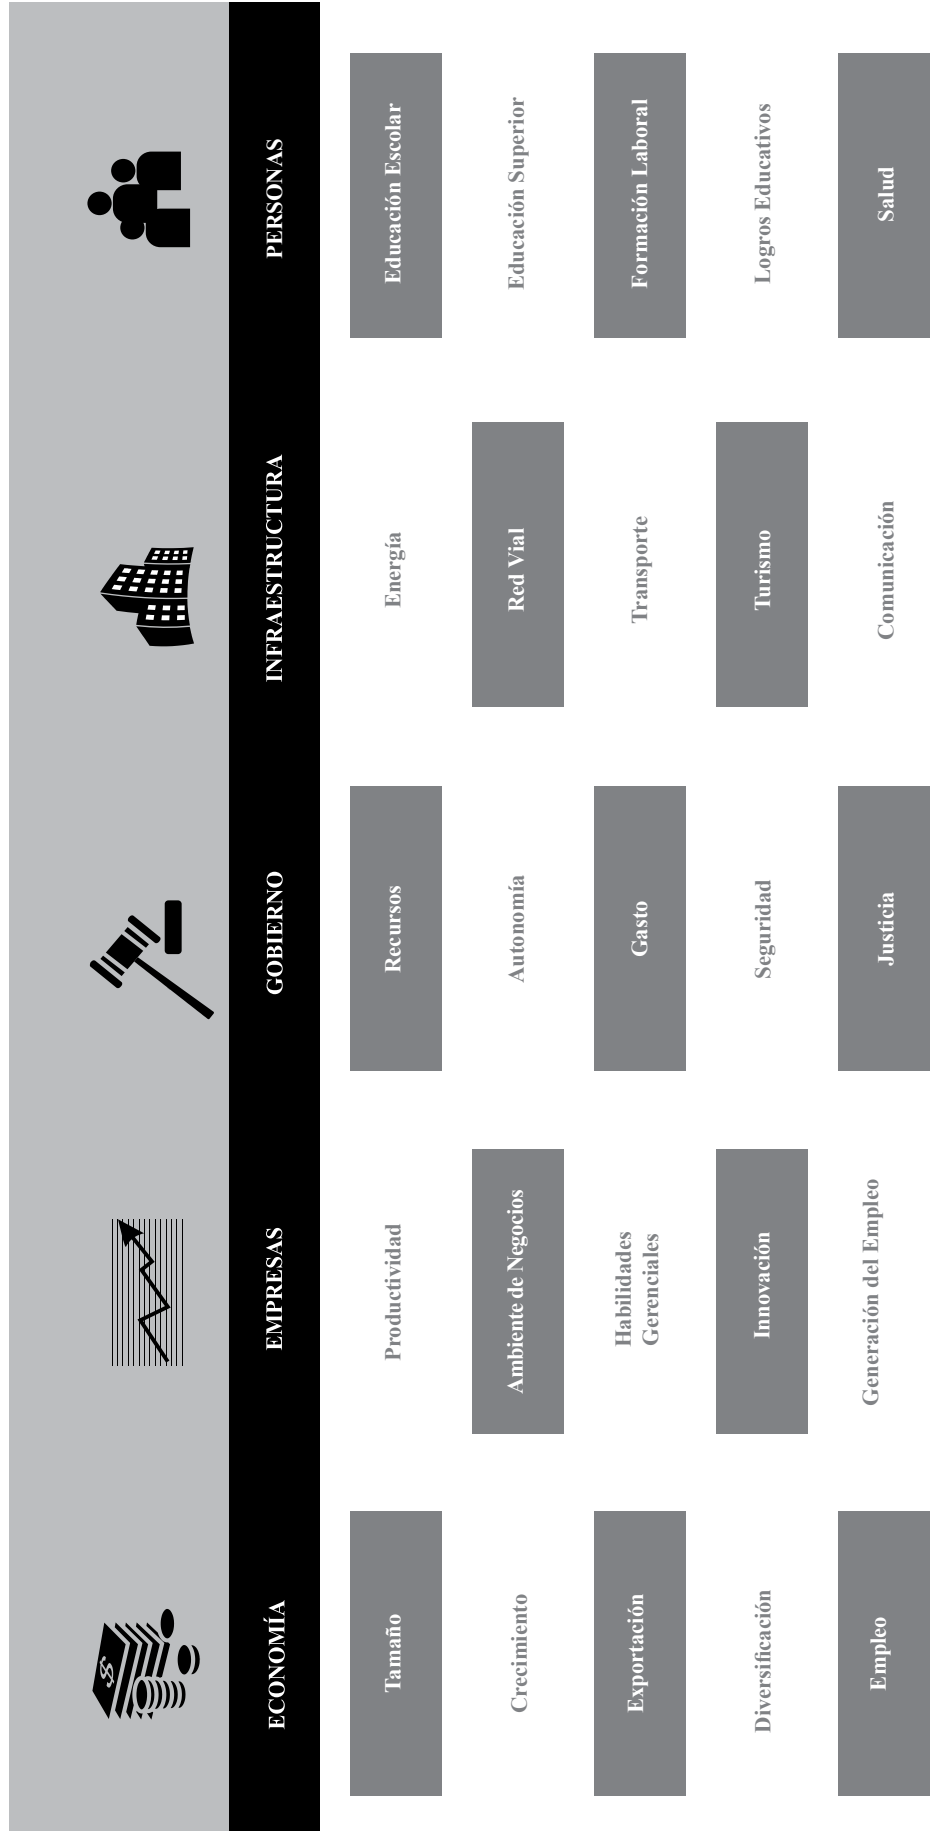 ECONOMÍA
EMPRESAS
GOBIERNO
INFRAESTRUCTURA
PERSONAS
Tamaño
Productividad
Recursos
Energía
Educación Escolar
Crecimiento
Ambiente de Negocios
Autonomía
Red Vial
Educación Superior
Exportación
Habilidades
Gerenciales
Gasto
Transporte
Formación Laboral
Diversificación
Innovación
Seguridad
Turismo
Logros Educativos
Empleo
Generación del Empleo
Justicia
Comunicación
Salud
$